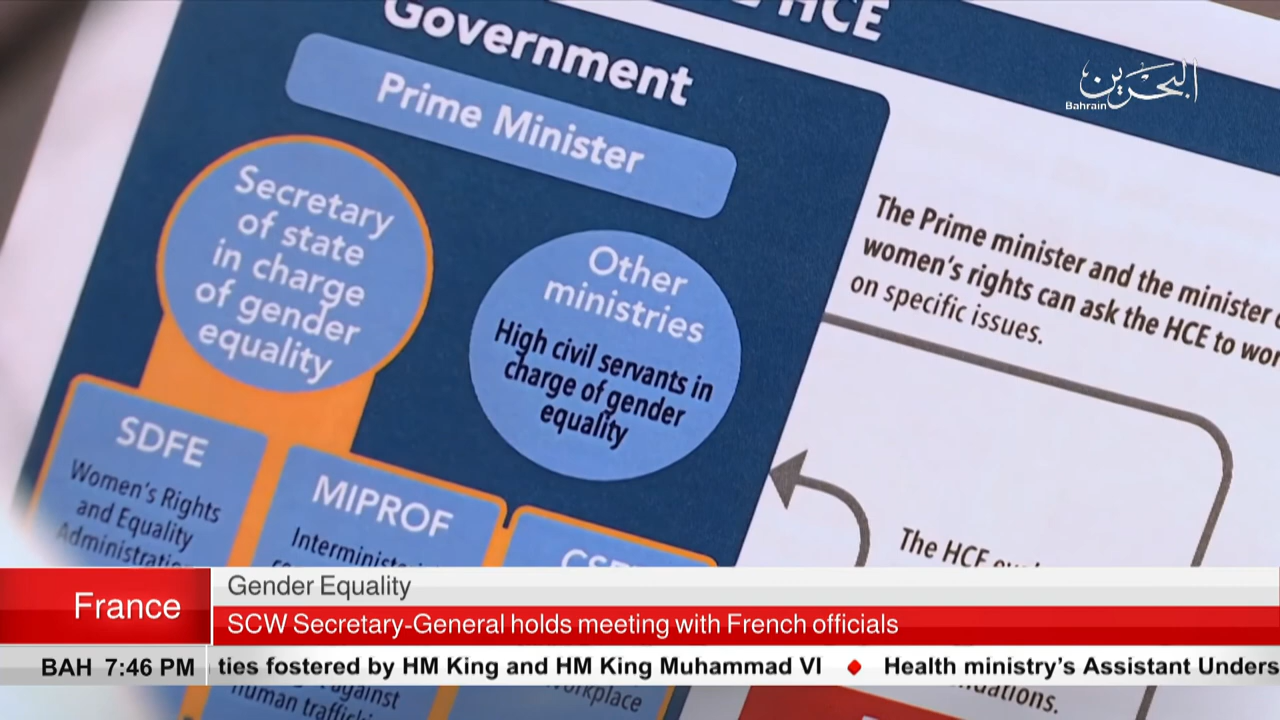 HCE
Government
Prime Minister
Secretary
of state
in charge
of gender
equality
Other
ministries
High civil servants in
charge of gender
equality
SDFE
Women's Rights
and Equality
MIPROF
البحرين
Bahrain
The Prime minister and the minister
women's rights can ask the HCE to
on specific issues.
The HCE
against
human
France
Gender Equality
SCW Secretary-General holds meeting with French officials
BAH 7:46 PM
ties fostered by HM King and HM King Muhammad VI ♦ Health ministry's Assistant Unders